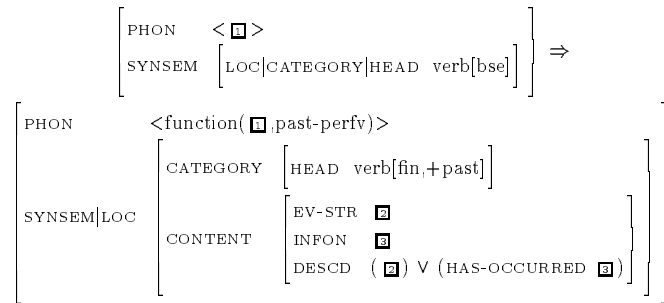 PHON < 1 >
SYNSEM [LOC|CATEGORY|HEAD verb[bse]] ⇒
PHON <function( 1 ,past-perfv)>
CATEGORY [HEAD verb[fin,+past]]
SYNSEM|LOC
EV-STR 2
CONTENT INFON 3
DESCD ( 2 ) ∨ (HAS-OCCURRED 3 )